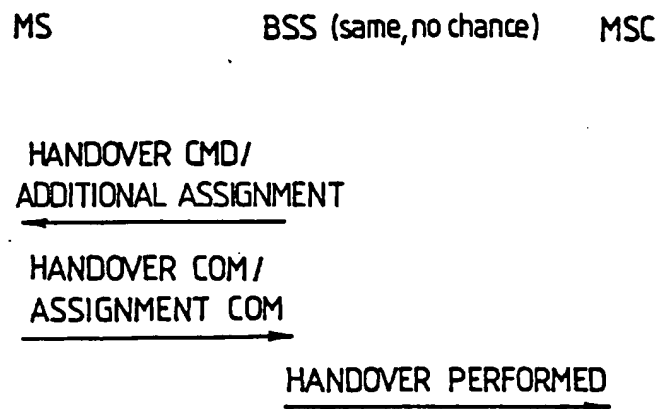 MS BSS (same, no chance) MSC
HANDOVER CMD/
ADDITIONAL ASSIGNMENT
HANDOVER COM/
ASSIGNMENT COM
HANDOVER PERFORMED